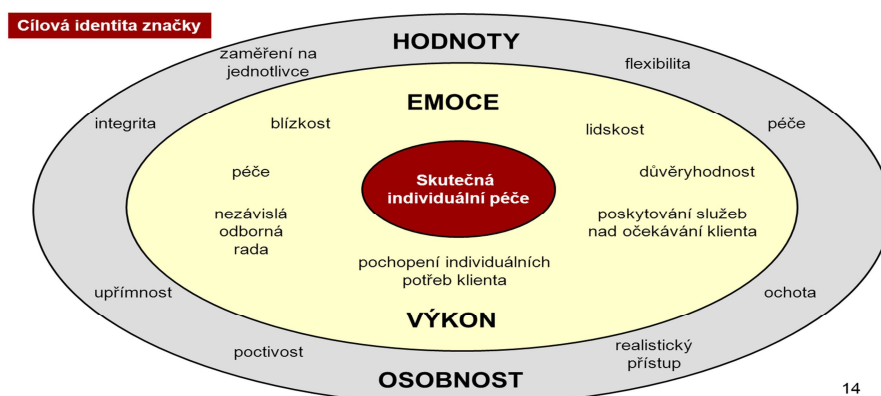 Cílová identita značky
HODNOTY
zaměření na
jednotlivce
flexibilita
integrita
péče
EMOCE
blízkost
lidskost
péče
důvěryhodnost
Skutečná
individuální péče
nezávislá
odborná
rada
poskytování služeb
nad očekávání klienta
pochopení individuálních
potřeb klienta
upřímnost
ochota
VÝKON
poctivost
realistický
přístup
OSOBNOST
14